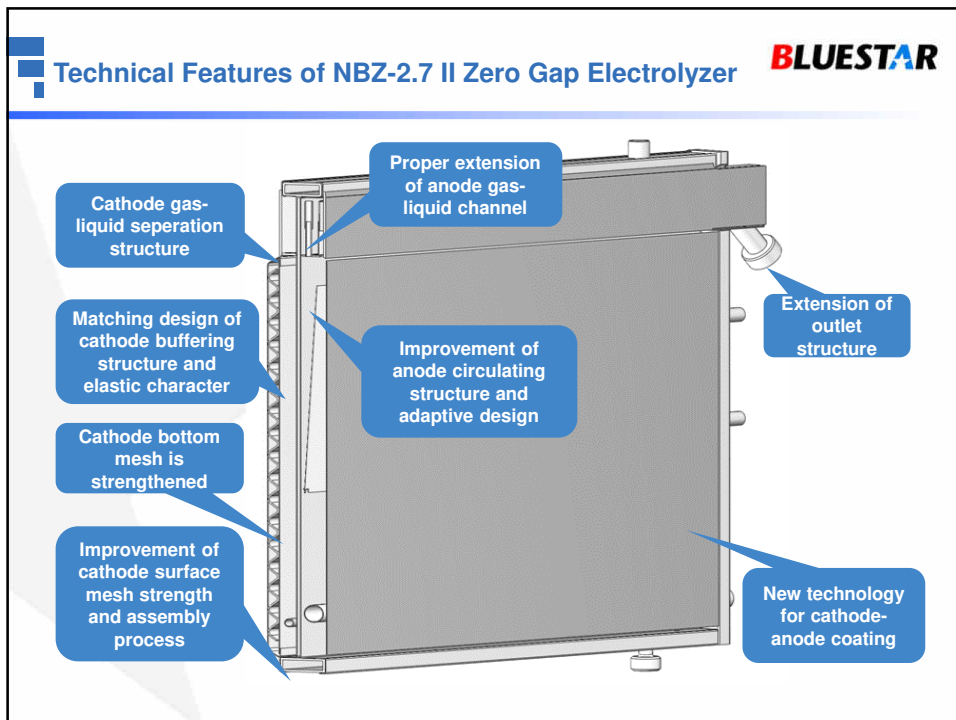 Technical Features of NBZ-2.7 II Zero Gap Electrolyzer
BLUESTAR
Proper extension
of anode gas-
liquid channel
Cathode gas-
liquid seperation
structure
Extension of
outlet
structure
Matching design of
cathode buffering
structure and
elastic character
Improvement of
anode circulating
structure and
adaptive design
Cathode bottom
mesh is
strengthened
Improvement of
cathode surface
mesh strength
and assembly
process
New technology
for cathode-
anode coating